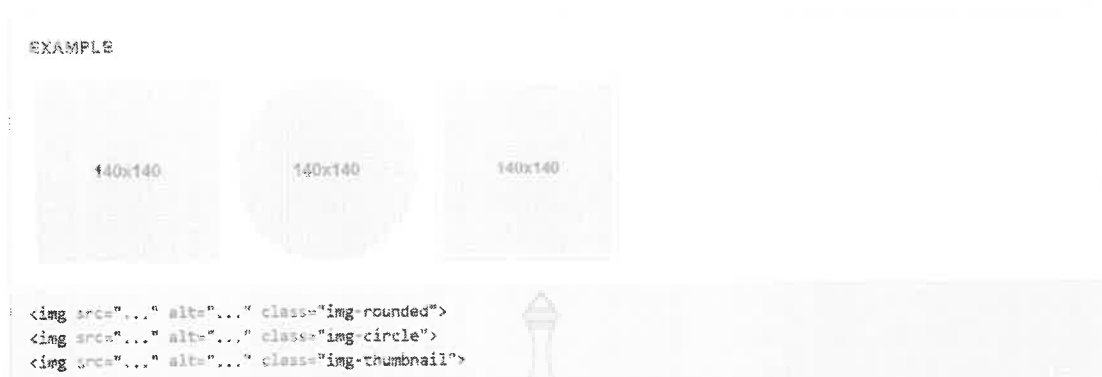 EXAMPLE
140x140 140x140 140x140
<img src="..." alt="..." class="img-rounded">
<img src="..." alt="..." class="img-circle">
<img src="..." alt="..." class="img-thumbnail">